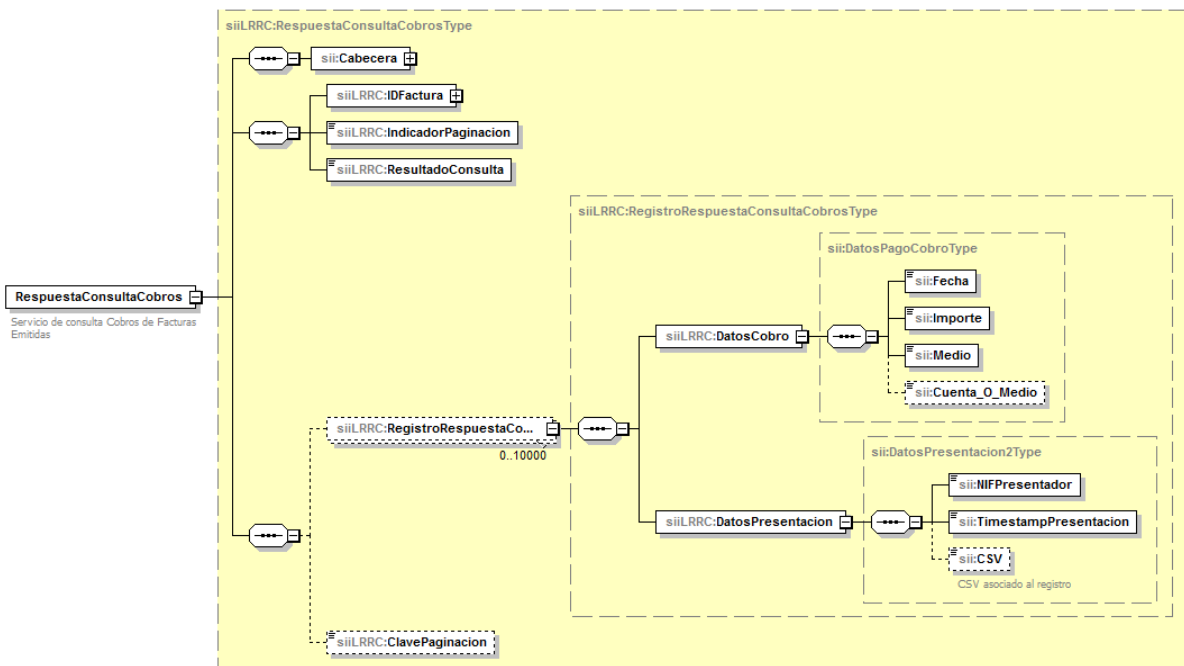 siiLRRC:RespuestaConsultaCobrosType
sii:Cabecera
siiLRRC:IDFactura
siiLRRC:IndicadorPaginacion
siiLRRC:ResultadoConsulta
siiLRRC:RegistroRespuestaConsultaCobrosType
sii:DatosPagoCobroType
sii:Fecha
RespuestaConsultaCobros
Servicio de consulta Cobros de Facturas
Emitidas
sii:Importe
siiLRRC:DatosCobro
sii:Medio
sii:Cuenta_O_Medio
siiLRRC:RegistroRespuestaCo...
0..10000
sii:DatosPresentacion2Type
sii:NIFPresentador
siiLRRC:DatosPresentacion
sii:TimestampPresentacion
sii:CSV
CSV asociado al registro
siiLRRC:ClavePaginacion